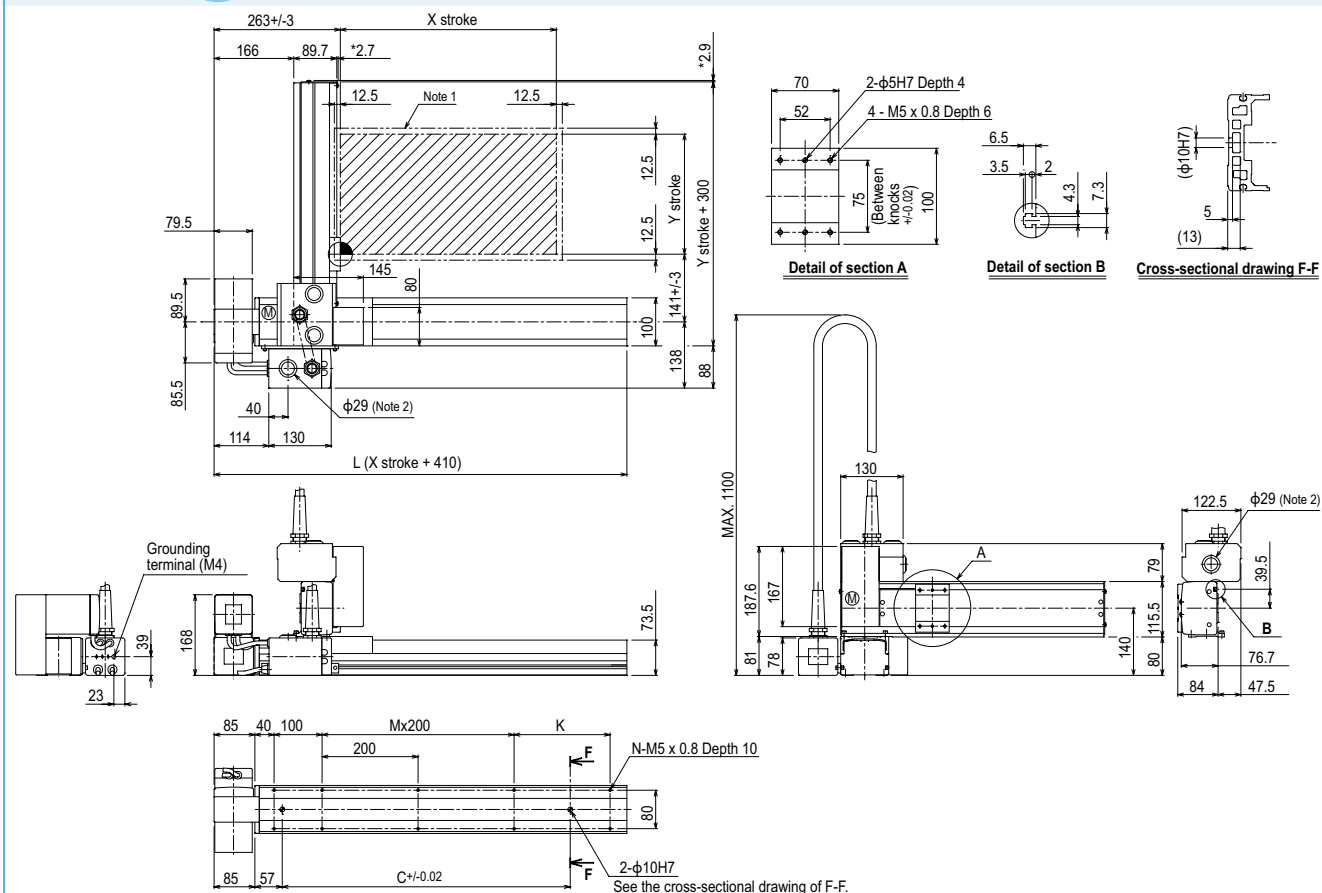 263+/-3
X stroke
166
89.7
*2.7
*2.9
12.5
Note 1
12.5
12.5
Y stroke
12.5
Y stroke + 300
79.5
145
80
141+/-3
89.5
M
100
138
88
85.5
40
φ29 (Note 2)
114
130
L (X stroke + 410)
70
2-φ5H7 Depth 4
52
4 - M5 x 0.8 Depth 6
75
(Between
knocks
+/-0.02)
100
Detail of section A
6.5
3.5
2
4.3
7.3
Detail of section B
(φ10H7)
5
(13)
Cross-sectional drawing F-F
Grounding
terminal (M4)
39
23
168
73.5
MAX. 1100
130
122.5
φ29 (Note 2)
A
187.6
167
M
79
39.5
115.5
B
81
78
140
80
76.7
84
47.5
85
40
100
Mx200
K
200
F
N-M5 x 0.8 Depth 10
80
F
2-φ10H7
85
57
C+/-0.02
See the cross-sectional drawing of F-F.